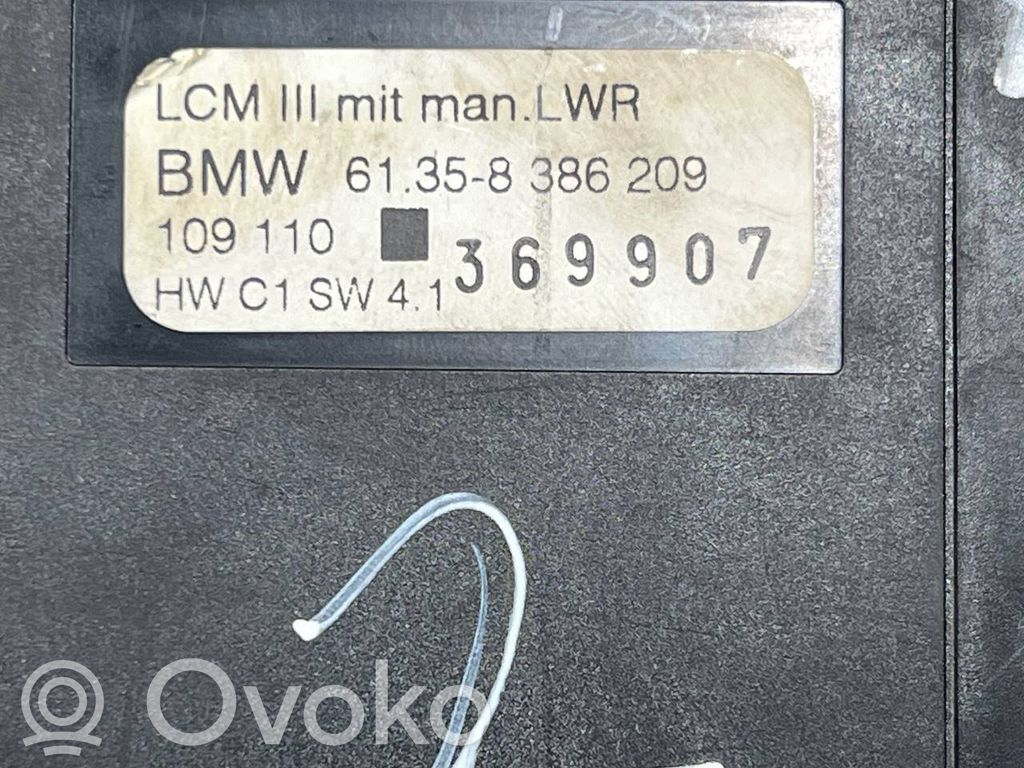 LCM III mit man.LWR
BMW 61.35-8 386 209
109 110 369907
HW C1 SW 4.1
Ovoko